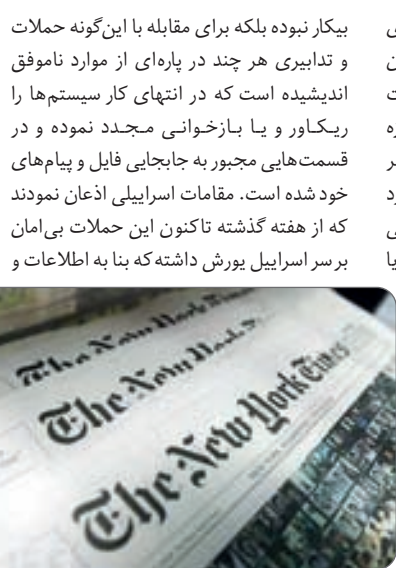 بیکار نبوده بلکه برای مقابله با این‌گونه حملات
و تدابیری هر چند در پاره‌ای از موارد ناموفق
اندیشیده است که در انتهای کار سیستم‌ها را
ریکاور و یا بازخوانی مجدد نموده و در
قسمت‌هایی مجبور به جابجایی فایل و پیام‌های
خود شده است. مقامات اسراییلی اذعان نمودند
که از هفته گذشته تاکنون این حملات بی‌امان
بر سر اسراییل یورش داشته که بنا به اطلاعات و
The New York Times
The New York
The New York Times